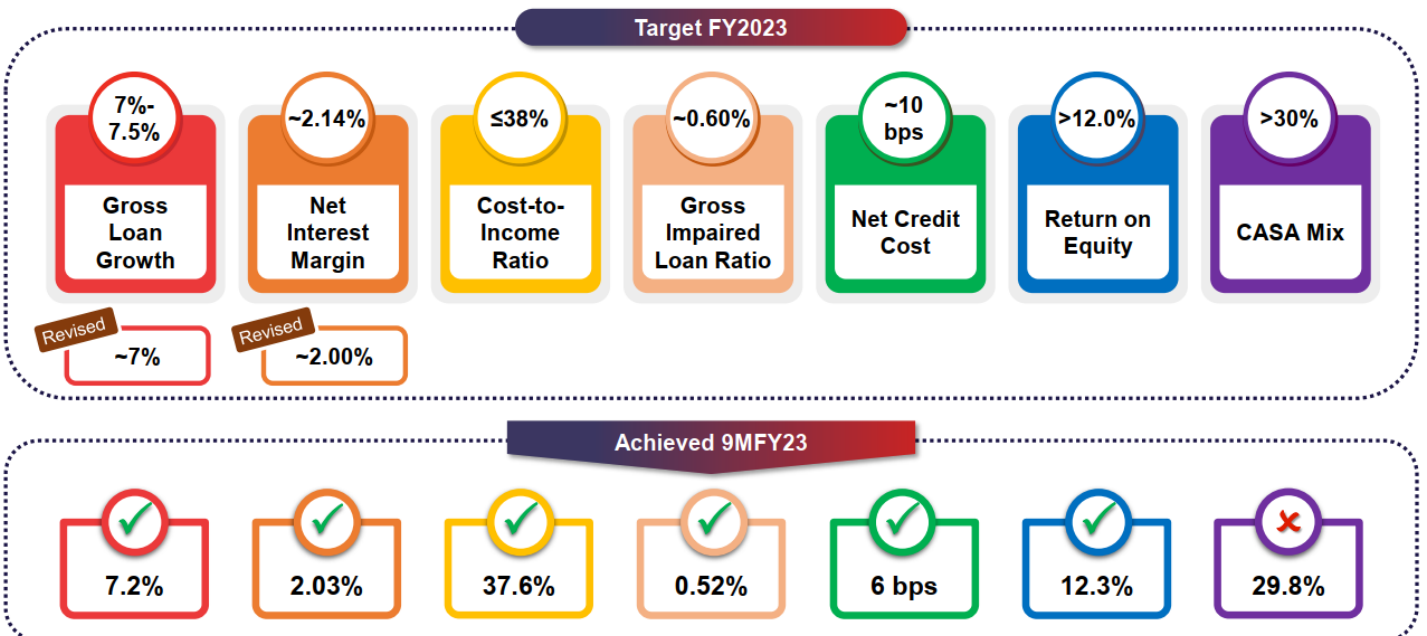 Target FY2023
7%-
7.5%
Gross
Loan
Growth
~2.14%
Net
Interest
Margin
≤38%
Cost-to-
Income
Ratio
~0.60%
Gross
Impaired
Loan Ratio
~10
bps
Net Credit
Cost
>12.0%
Return on
Equity
>30%
CASA Mix
Revised
~7%
Revised
~2.00%
Achieved 9MFY23
7.2%
2.03%
37.6%
0.52%
6 bps
12.3%
29.8%